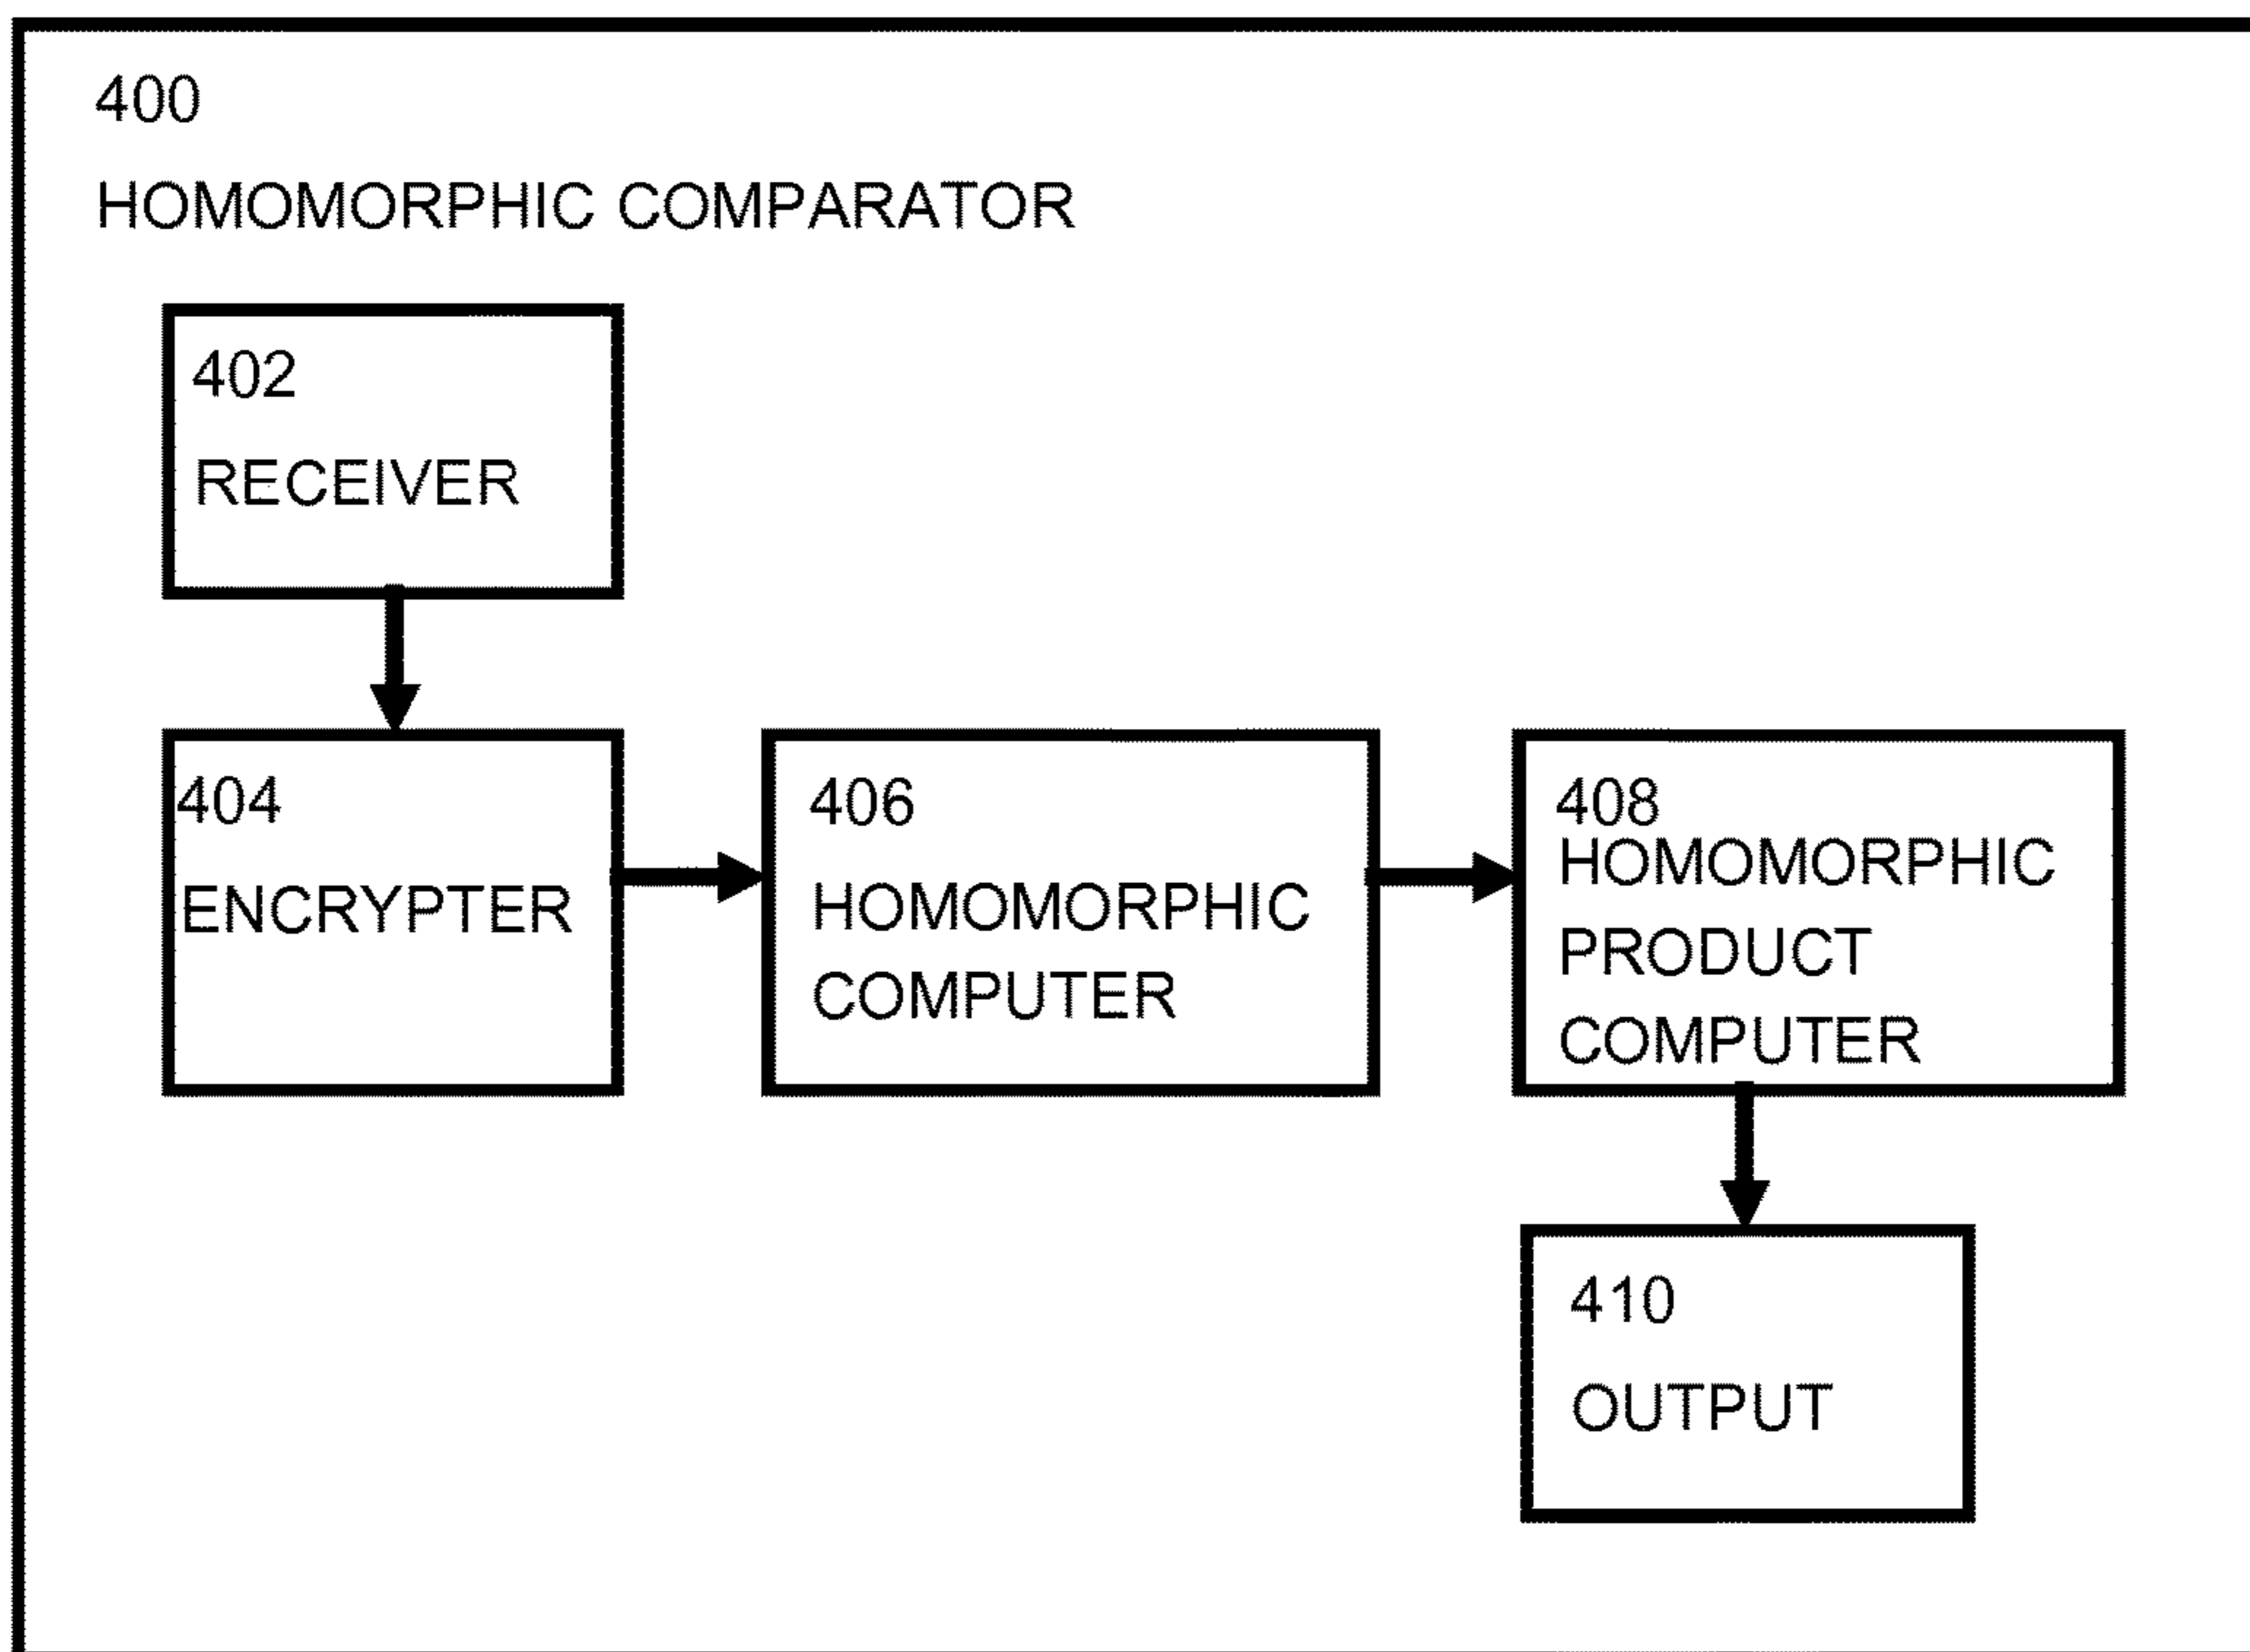 400
HOMOMORPHIC COMPARATOR
402
RECEIVER
404
ENCRYPTER
406
HOMOMORPHIC
COMPUTER
408
HOMOMORPHIC
PRODUCT
COMPUTER
410
OUTPUT